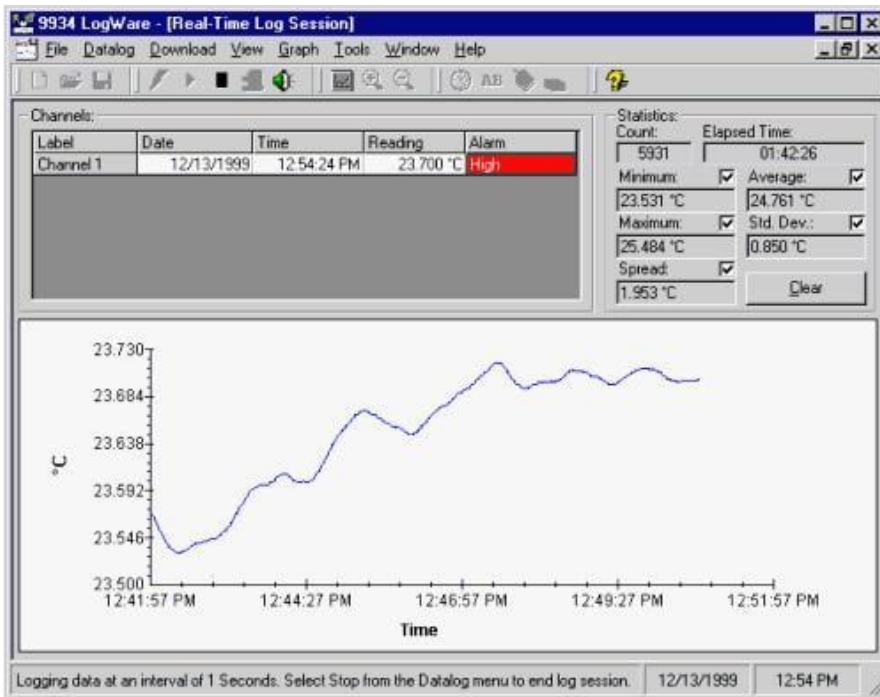 9934 LogWare - [Real-Time Log Session]
File Datalog Download View Graph Tools Window Help
AB
Channels:
Label Date Time Reading Alarm
Channel 1 12/13/1999 12:54:24 PM 23.700 °C High
Statistics:
Count: Elapsed Time:
5931 01:42:26
Minimum: Average:
23.531 °C 24.761 °C
Maximum: Std. Dev.:
25.484 °C 0.850 °C
Spread:
1.953 °C Clear
23.730
23.684
23.638
23.592
23.546
23.500
°C
12:41:57 PM 12:44:27 PM 12:46:57 PM 12:49:27 PM 12:51:57 PM
Time
Logging data at an interval of 1 Seconds. Select Stop from the Datalog menu to end log session. 12/13/1999 12:54 PM